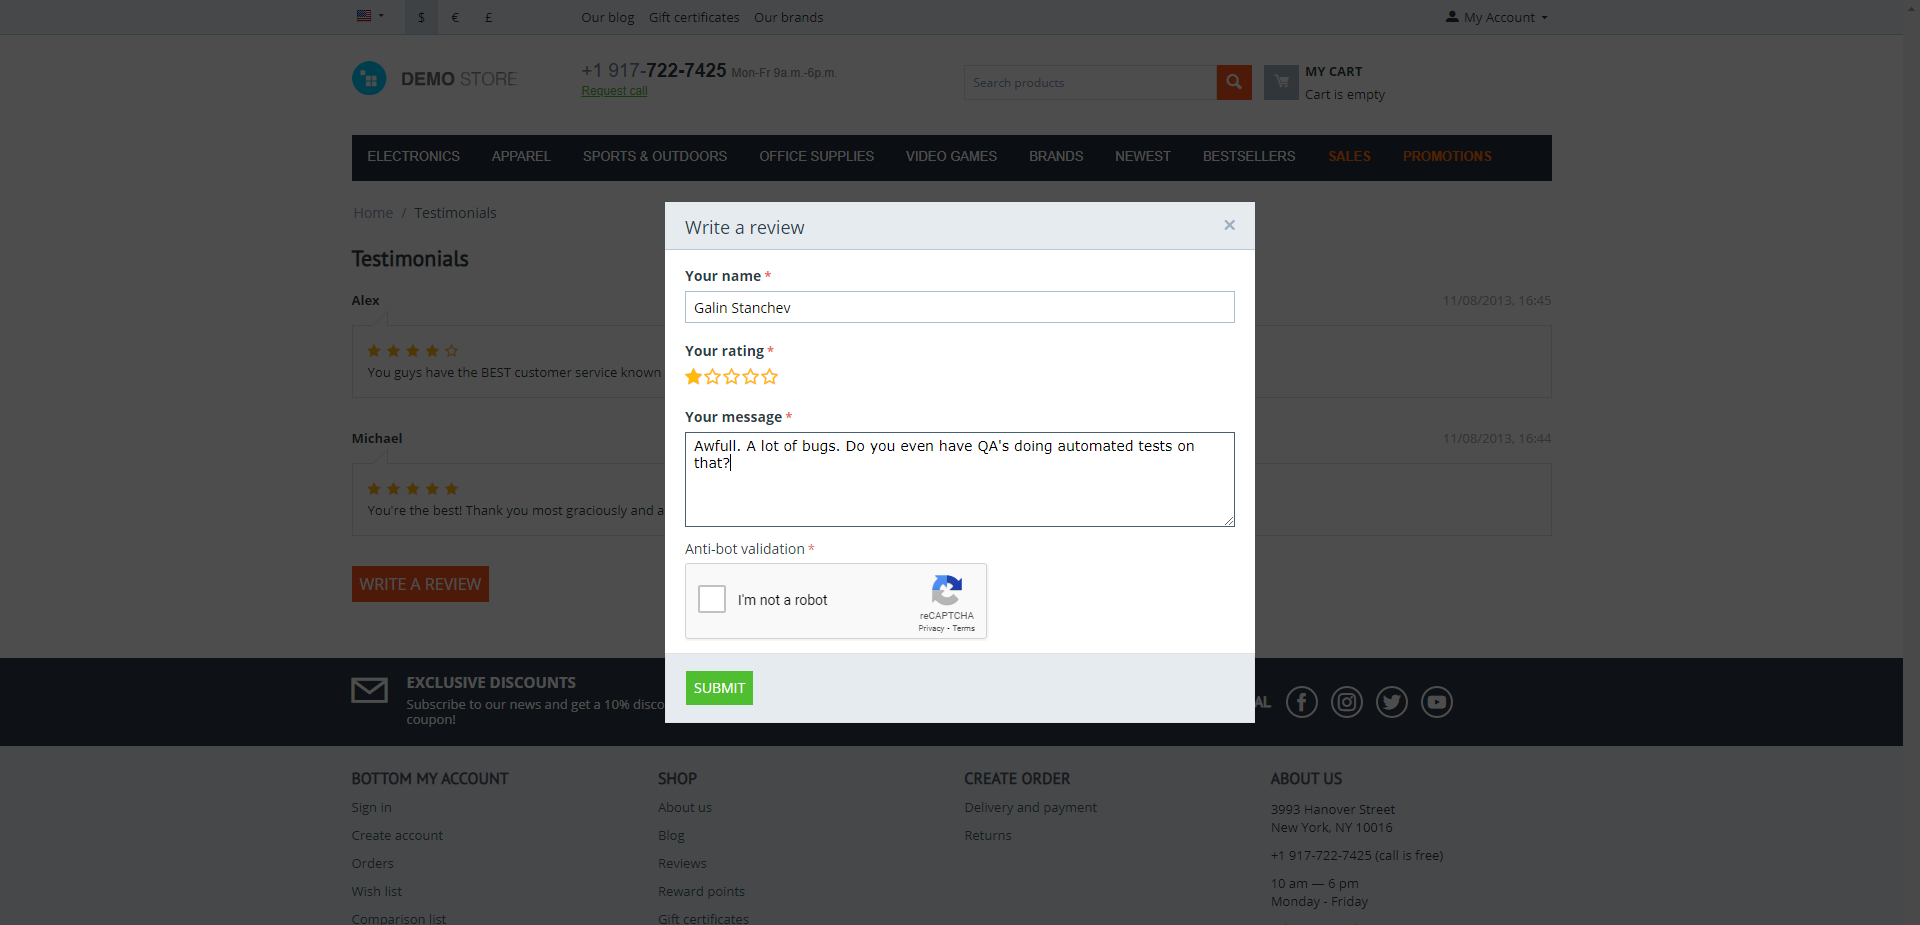 $ € £ Our blog Gift certificates Our brands My Account
DEMO STORE
+1 917-722-7425 Mon-Fr 9a.m.-6p.m.
Request call
Search products
MY CART
Cart is empty
ELECTRONICS APPAREL SPORTS & OUTDOORS OFFICE SUPPLIES VIDEO GAMES BRANDS NEWEST BESTSELLERS SALES PROMOTIONS
Home / Testimonials
Testimonials
Alex 11/08/2013, 16:45
You guys have the BEST customer service known
Michael 11/08/2013, 16:44
You're the best! Thank you most graciously and a
WRITE A REVIEW
Write a review ×
Your name *
Galin Stanchev
Your rating *
Your message *
Awfull. A lot of bugs. Do you even have QA's doing automated tests on
that?
Anti-bot validation *
I'm not a robot
reCAPTCHA
Privacy - Terms
SUBMIT
EXCLUSIVE DISCOUNTS
Subscribe to our news and get a 10% disco
coupon!
AL
BOTTOM MY ACCOUNT
Sign in
Create account
Orders
Wish list
Comparison list
SHOP
About us
Blog
Reviews
Reward points
Gift certificates
CREATE ORDER
Delivery and payment
Returns
ABOUT US
3993 Hanover Street
New York, NY 10016
+1 917-722-7425 (call is free)
10 am — 6 pm
Monday - Friday